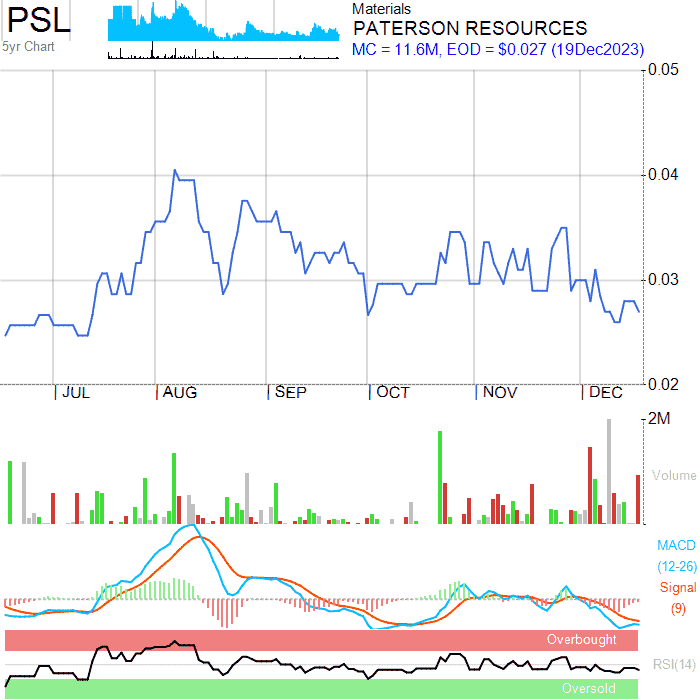 PSL
5yr Chart
Materials
PATERSON RESOURCES
MC = 11.6M, EOD = $0.027 (19Dec2023)
0.05
0.04
0.03
0.02
JUL AUG SEP OCT NOV DEC
2M
Volume
MACD
(12-26)
Signal
(9)
Overbought
RSI(14)
Oversold